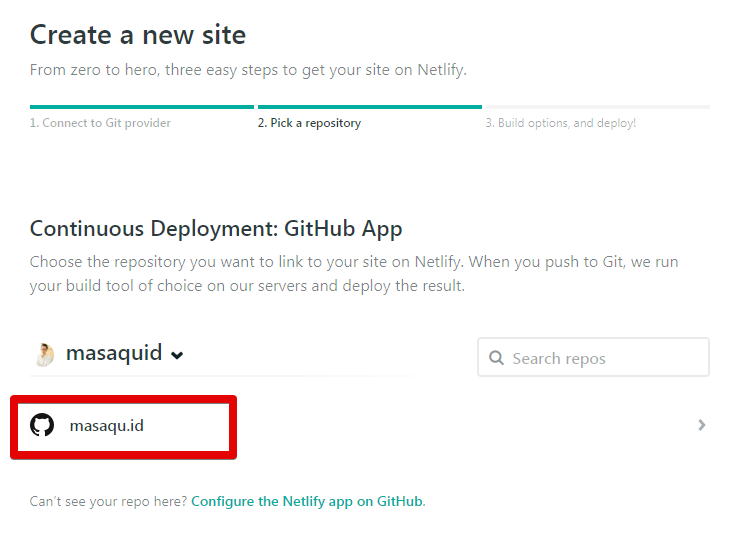 Create a new site
From zero to hero, three easy steps to get your site on Netlify.
1. Connect to Git provider
2. Pick a repository
3. Build options, and deploy!
Continuous Deployment: GitHub App
Choose the repository you want to link to your site on Netlify. When you push to Git, we run
your build tool of choice on our servers and deploy the result.
masaquid
Search repos
masaqu.id
Can't see your repo here? Configure the Netlify app on GitHub.